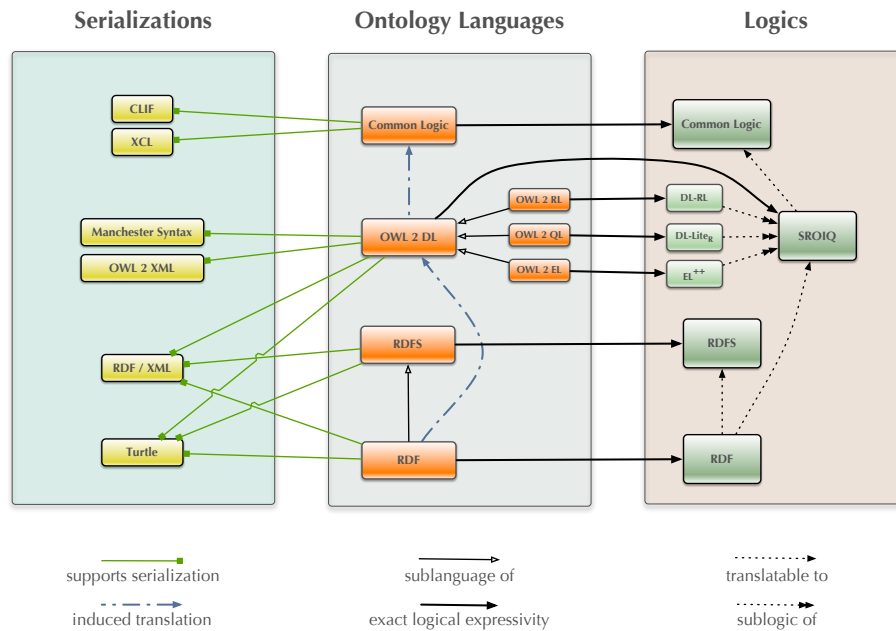 Serializations
Ontology Languages
Logics
CLIF
XCL
Common Logic
Common Logic
Manchester Syntax
OWL 2 XML
OWL 2 DL
OWL 2 RL
OWL 2 QL
OWL 2 EL
DL-RL
DL-LiteR
EL++
SROIQ
RDF / XML
RDFS
RDFS
Turtle
RDF
RDF
supports serialization
sublanguage of
translatable to
induced translation
exact logical expressivity
sublogic of